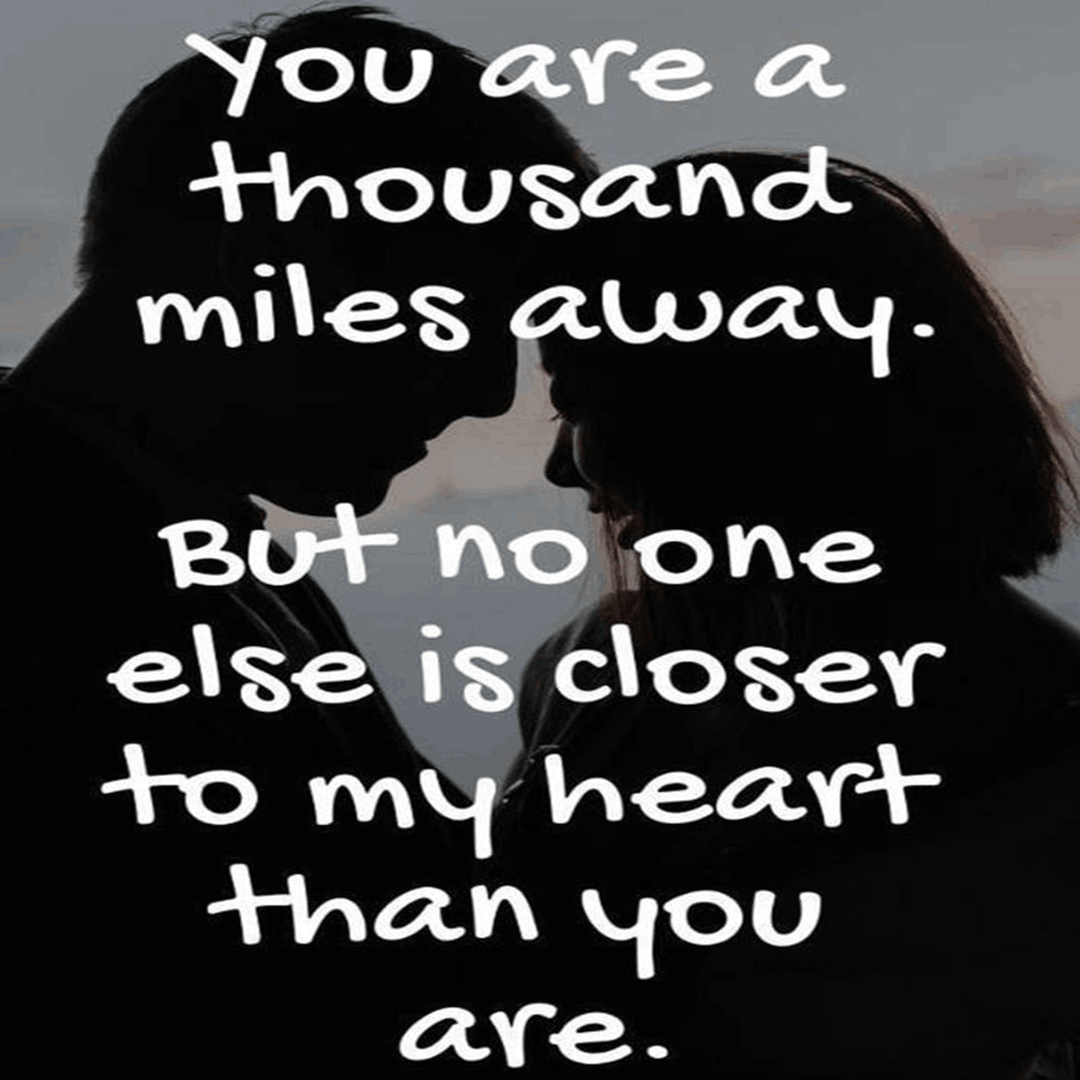 You are a
thousand
miles away.
But no one
else is closer
to my heart
than you
are.